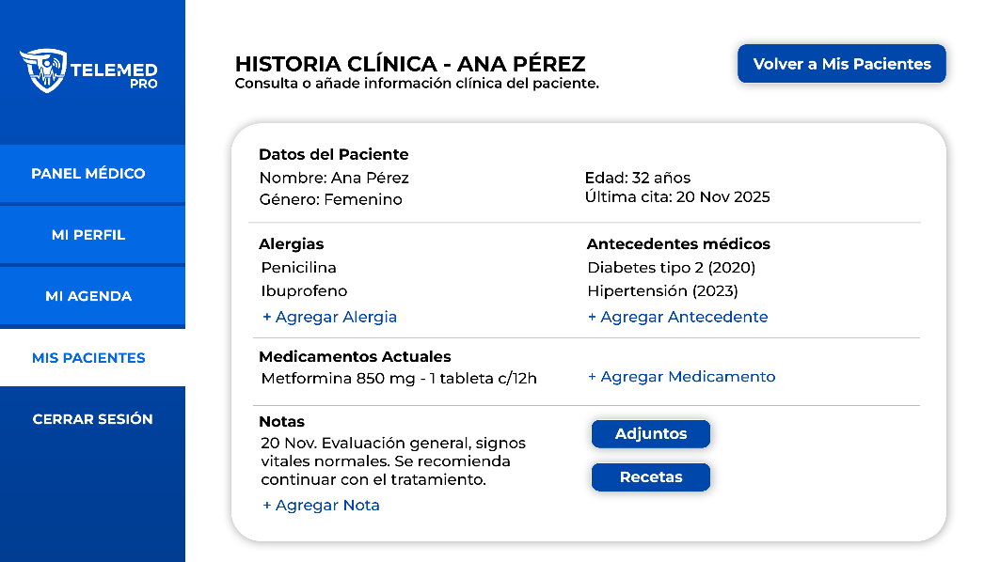 TELEMED
PRO
PANEL MÉDICO
MI PERFIL
MI AGENDA
MIS PACIENTES
CERRAR SESIÓN
HISTORIA CLÍNICA - ANA PÉREZ
Consulta o añade información clínica del paciente.
Volver a Mis Pacientes
Datos del Paciente
Nombre: Ana Pérez
Género: Femenino
Edad: 32 años
Última cita: 20 Nov 2025
Alergias
Penicilina
Ibuprofeno
+ Agregar Alergia
Antecedentes médicos
Diabetes tipo 2 (2020)
Hipertensión (2023)
+ Agregar Antecedente
Medicamentos Actuales
Metformina 850 mg - 1 tableta c/12h
+ Agregar Medicamento
Notas
20 Nov. Evaluación general, signos
vitales normales. Se recomienda
continuar con el tratamiento.
+ Agregar Nota
Adjuntos
Recetas